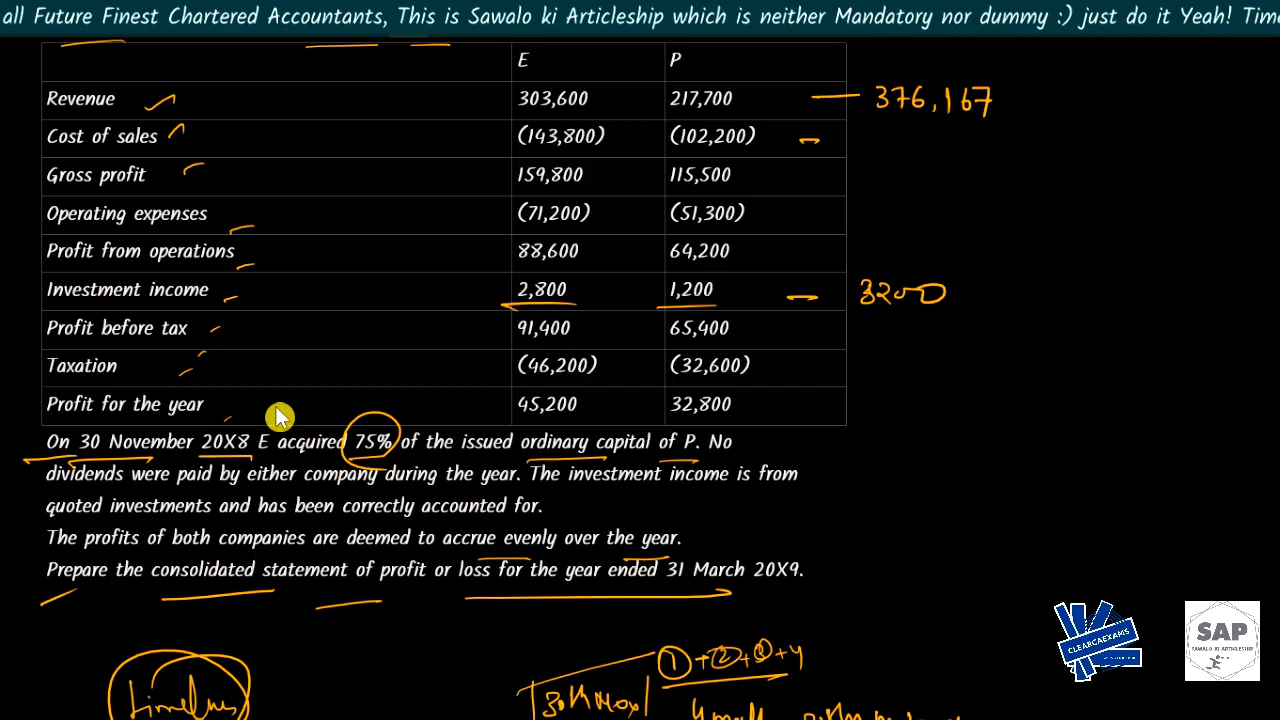 all Future Finest Chartered Accountants, This is Sawalo ki Articleship which is neither Mandatory nor dummy :) just do it Yeah! Time
E P
Revenue 303,600 217,700 376,167
Cost of sales (143,800) (102,200)
Gross profit 159,800 115,500
Operating expenses (71,200) (51,300)
Profit from operations 88,600 64,200
Investment income 2,800 1,200 3200
Profit before tax 91,400 65,400
Taxation (46,200) (32,600)
Profit for the year 45,200 32,800
On 30 November 20X8 E acquired 75% of the issued ordinary capital of P. No
dividends were paid by either company during the year. The investment income is from
quoted investments and has been correctly accounted for.
The profits of both companies are deemed to accrue evenly over the year.
Prepare the consolidated statement of profit or loss for the year ended 31 March 20X9.
CLEARCAEXAMS
SAP
SAWALO KI ARTICLESHIP
1 + 2 + 3 + 4